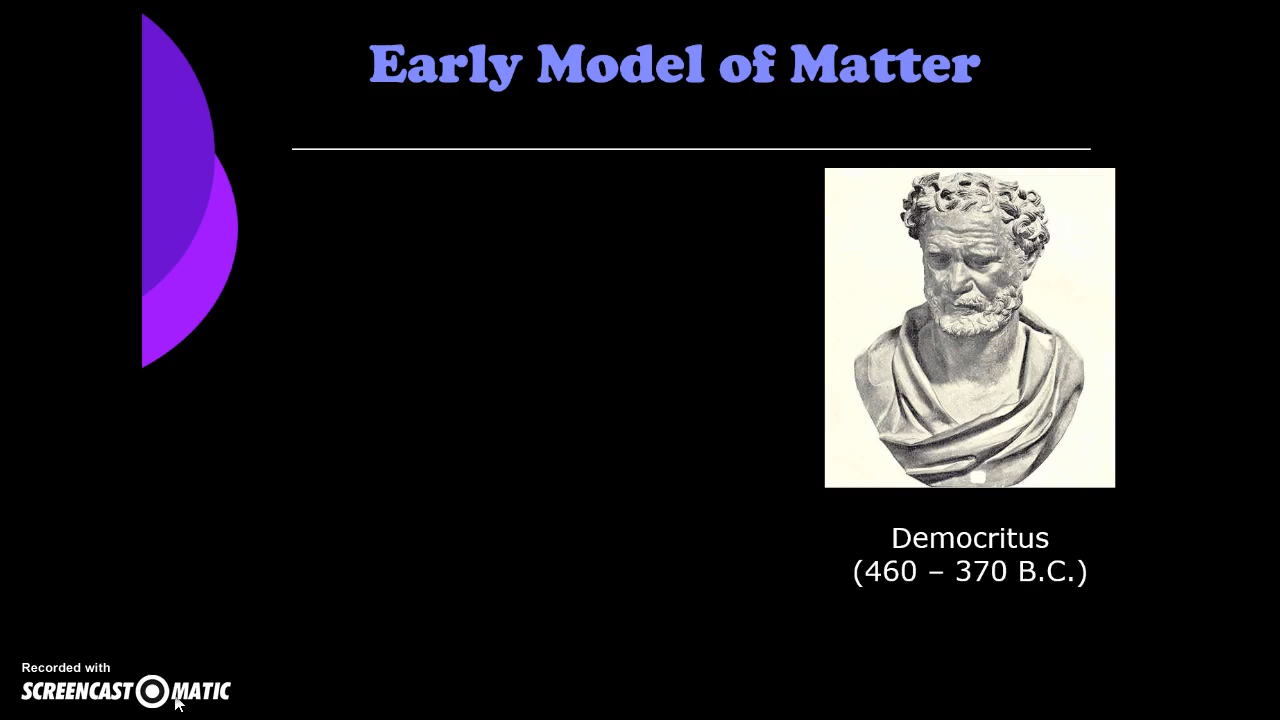 Early Model of Matter
Democritus
(460 – 370 B.C.)
Recorded with
SCREENCAST MATIC